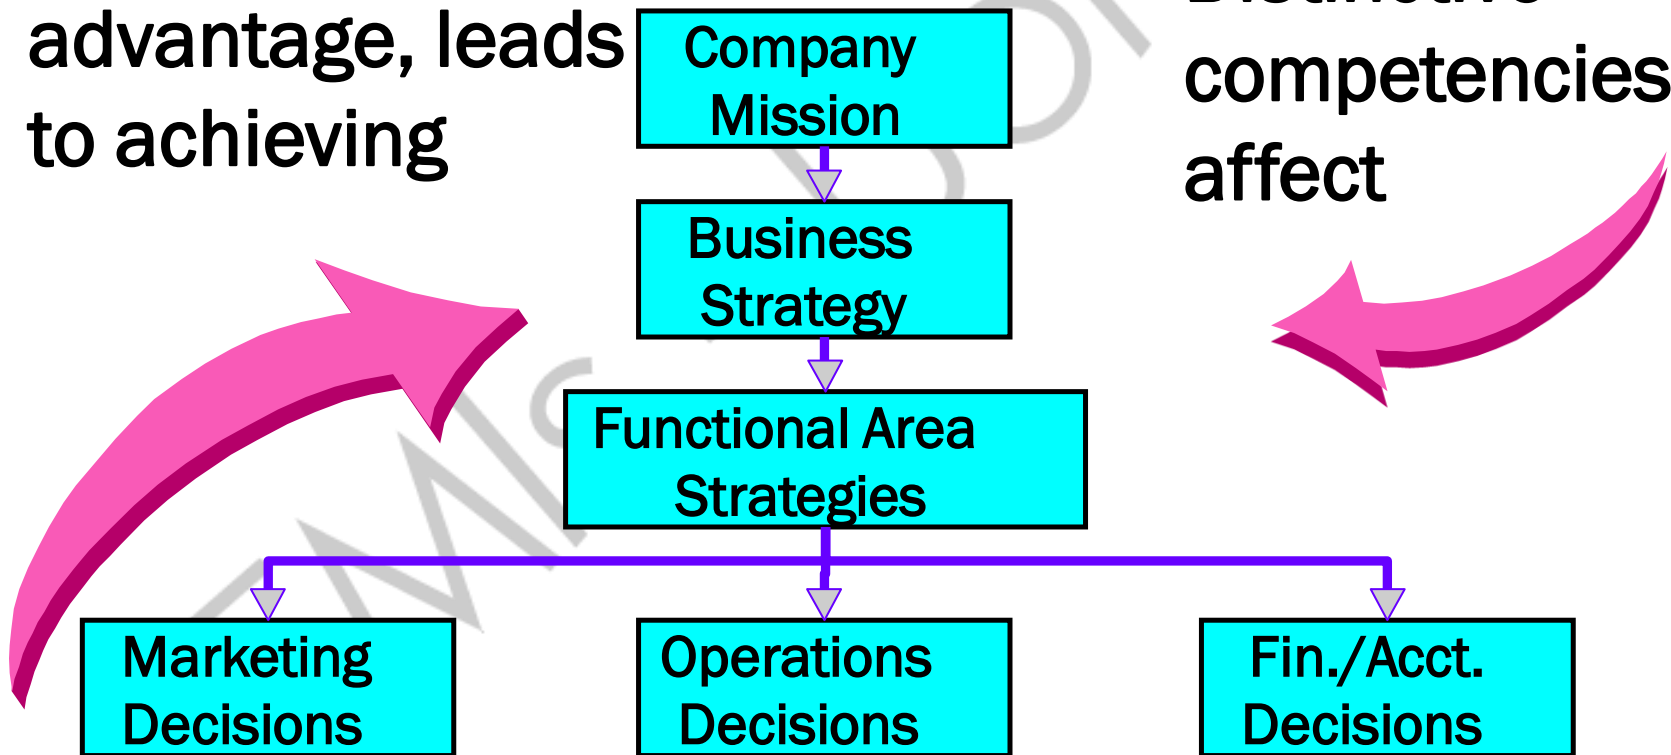 advantage, leads
to achieving
Company
Mission
competencies
affect
Business
Strategy
Functional Area
Strategies
Marketing
Decisions
Operations
Decisions
Fin./Acct.
Decisions